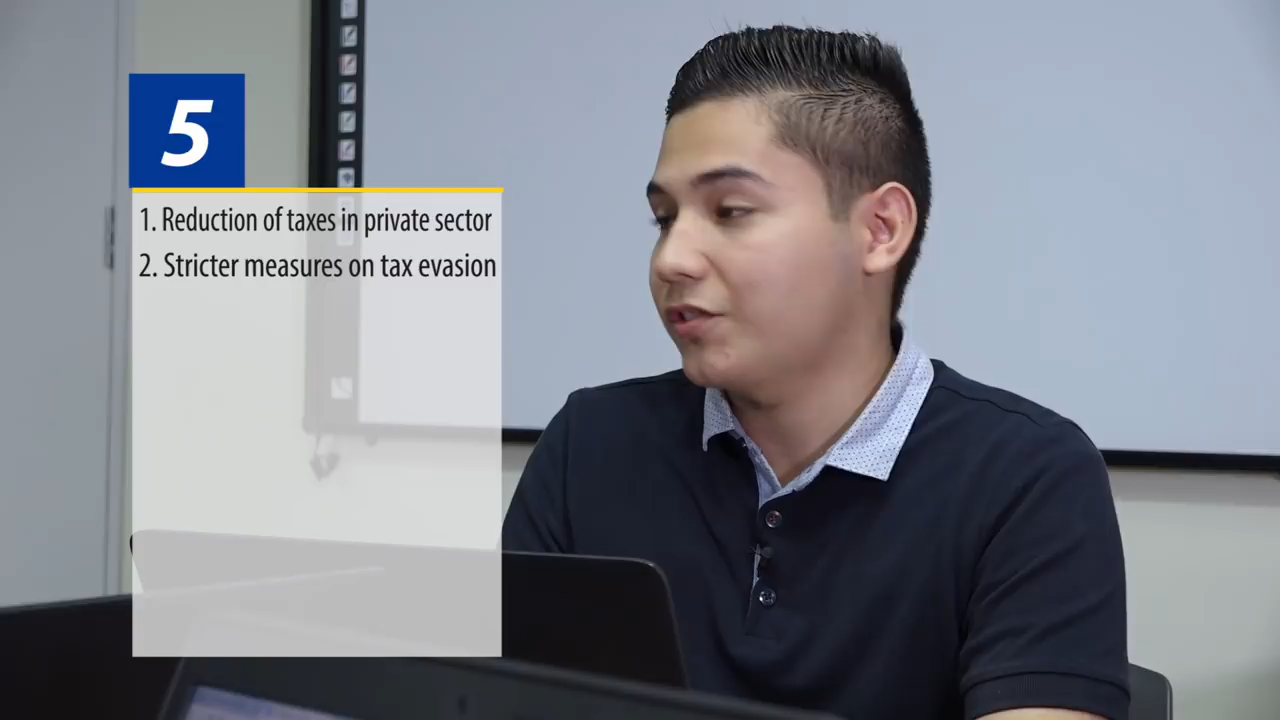 5
1. Reduction of taxes in private sector
2. Stricter measures on tax evasion